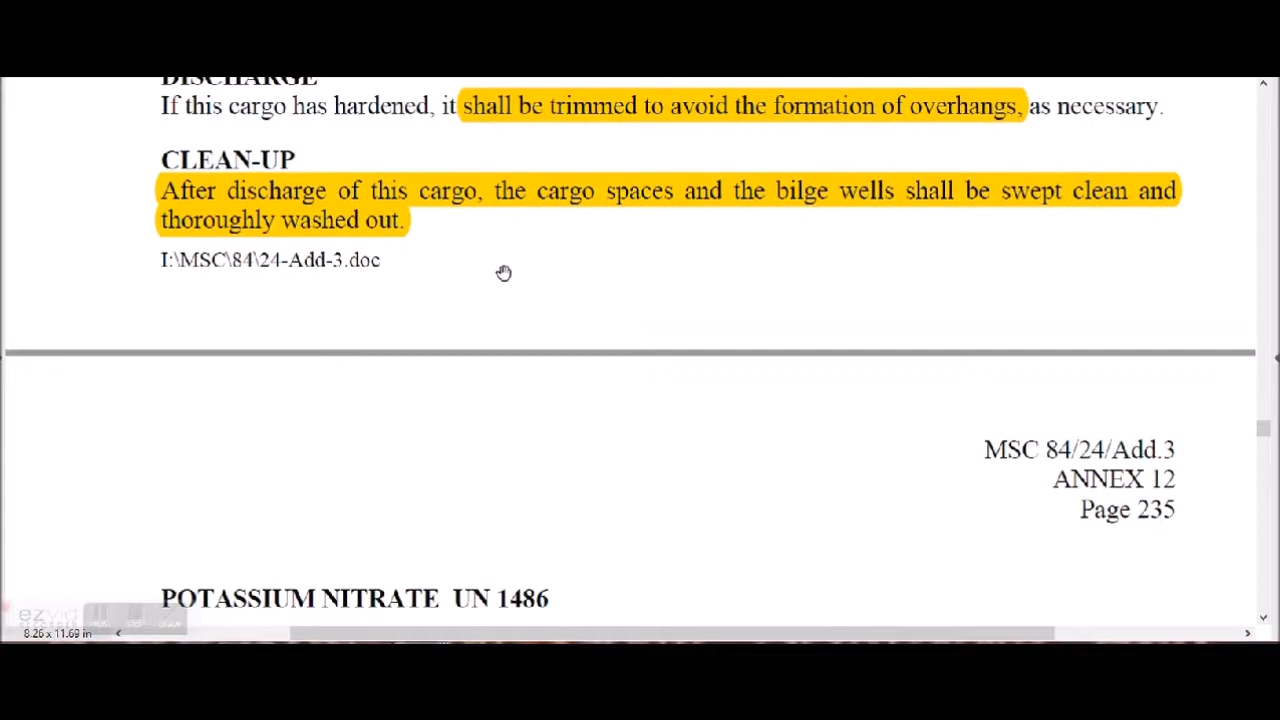 DISCHARGE
If this cargo has hardened, it shall be trimmed to avoid the formation of overhangs, as necessary.
CLEAN-UP
After discharge of this cargo, the cargo spaces and the bilge wells shall be swept clean and
thoroughly washed out.
I:\MSC\84\24-Add-3.doc
MSC 84/24/Add.3
ANNEX 12
Page 235
POTASSIUM NITRATE UN 1486
ezvid
8.26 x 11.69 in